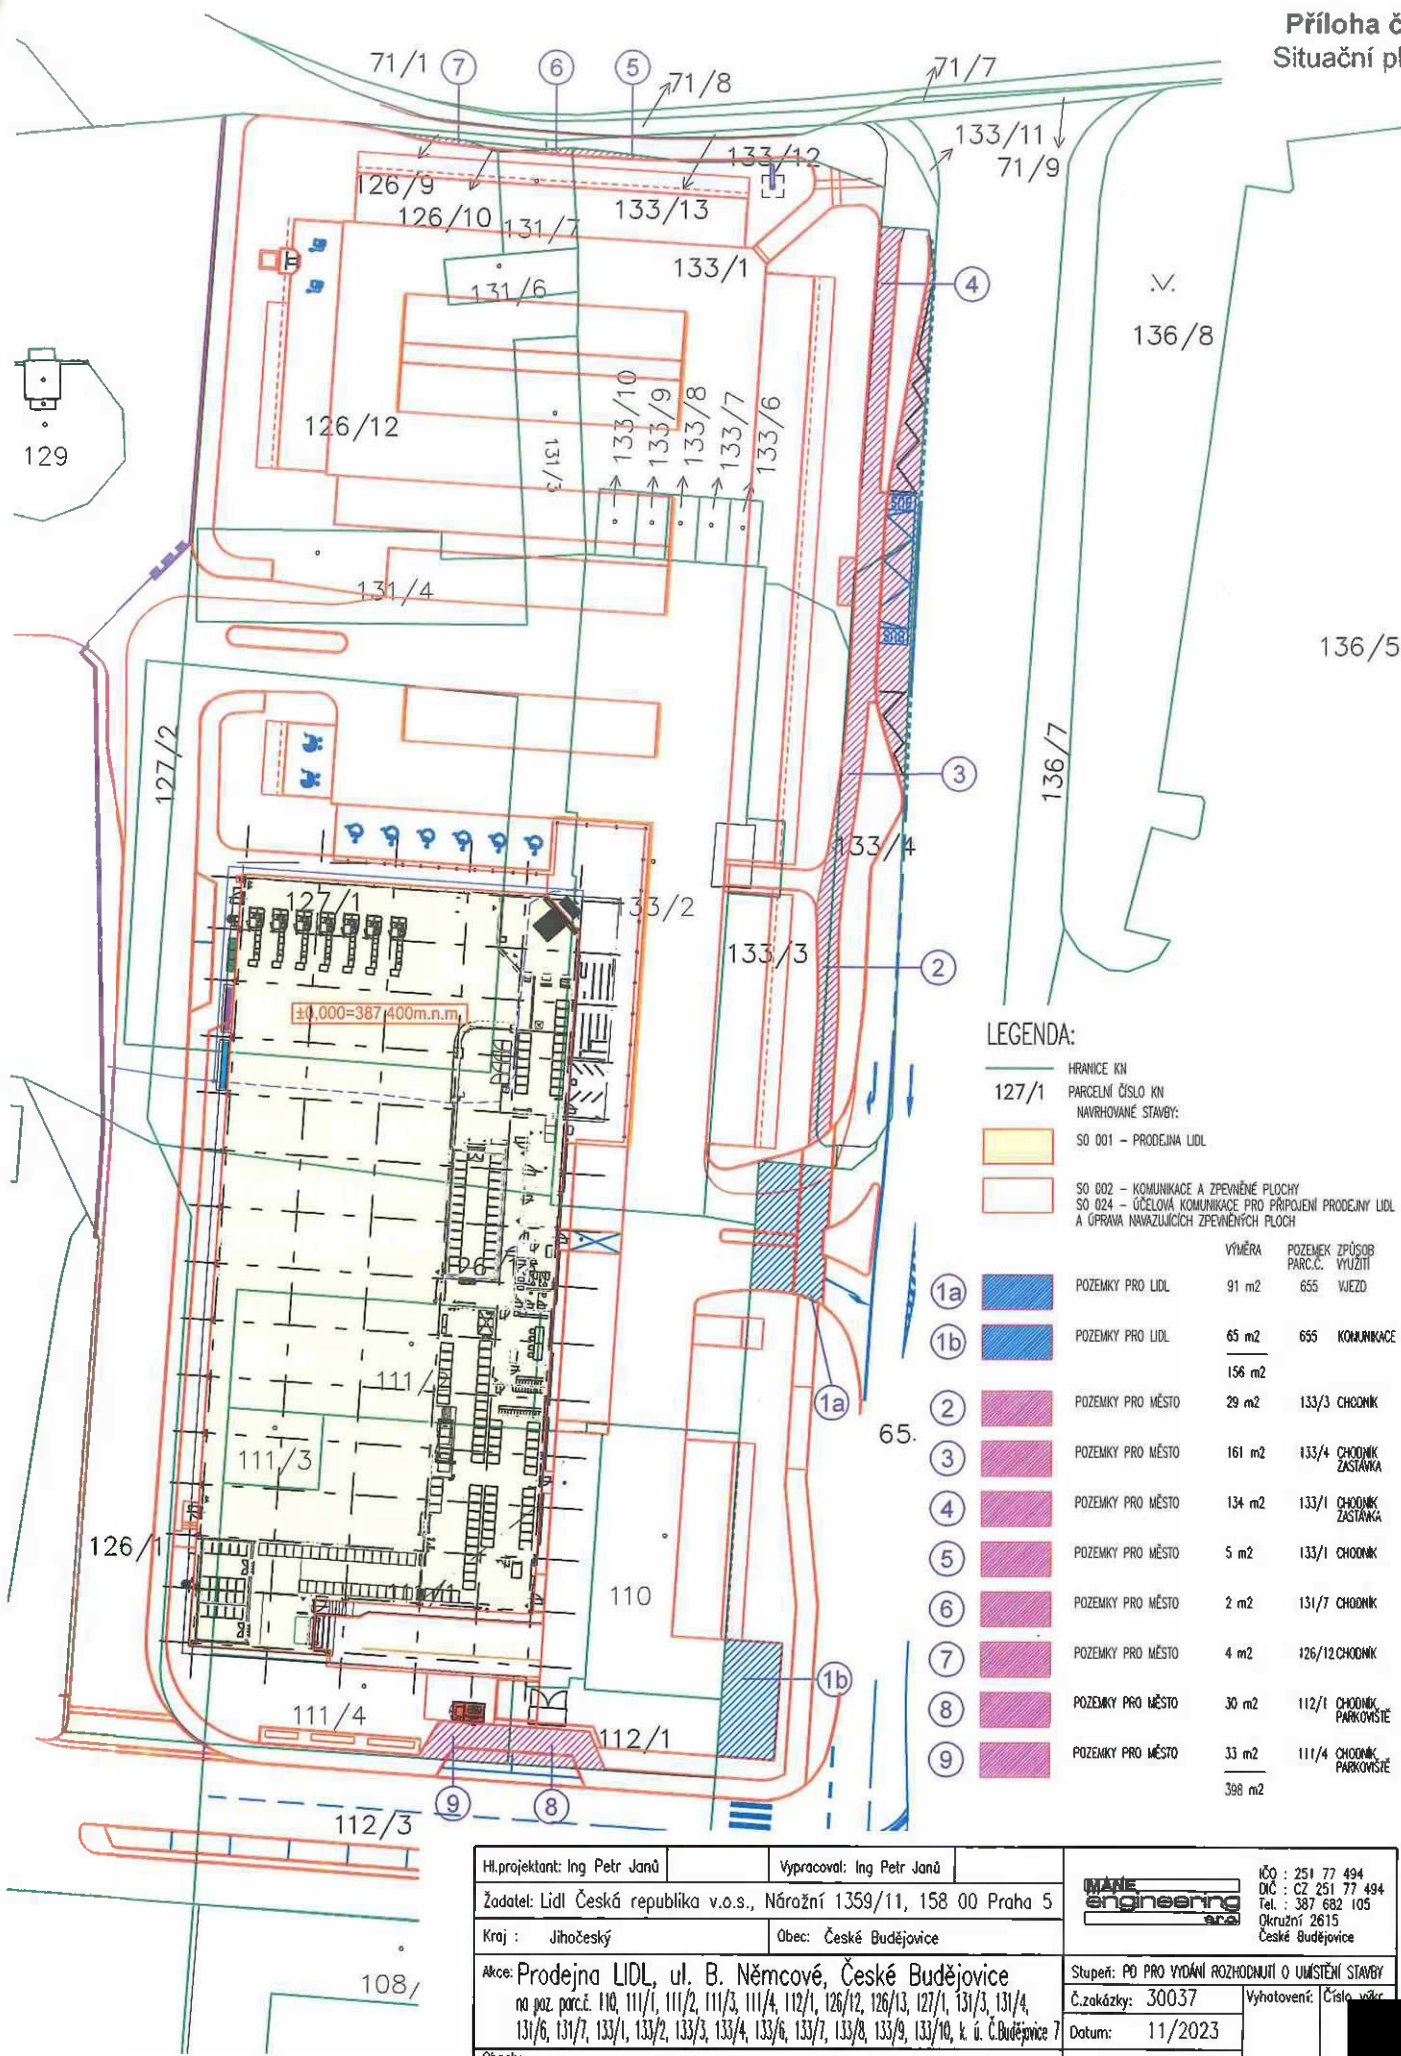 Příloha č
Situační pl
71/1
7
6
5
71/8
71/7
133/11
71/9
133/12
126/9
126/10
131/7
133/13
133/1
131/6
4
136/8
129
126/12
131/3
133/10
133/9
133/8
133/7
133/6
BUS
131/4
BUS
136/5
127/2
136/7
3
133/4
127/1
133/2
133/3
2
±0,000=387,400m.n.m.
LEGENDA:
HRANICE KN
127/1 PARCELNÍ ČÍSLO KN
NAVRHOVANÉ STAVBY:
SO 001 – PRODEJNA LIDL
SO 002 – KOMUNIKACE A ZPEVNĚNÉ PLOCHY
SO 024 – ÚČELOVÁ KOMUNIKACE PRO PŘIPOJENÍ PRODEJNY LIDL
A ÚPRAVA NAVAZUJÍCÍCH ZPEVNĚNÝCH PLOCH
VÝMĚRA POZEMEK ZPŮSOB
PARC.Č. VYUŽITÍ
1a POZEMKY PRO LIDL 91 m2 655 VJEZD
1b POZEMKY PRO LIDL 65 m2 655 KOMUNIKACE
156 m2
2 POZEMKY PRO MĚSTO 29 m2 133/3 CHODNÍK
3 POZEMKY PRO MĚSTO 161 m2 133/4 CHODNÍK
ZASTÁVKA
4 POZEMKY PRO MĚSTO 134 m2 133/1 CHODNÍK
ZASTÁVKA
5 POZEMKY PRO MĚSTO 5 m2 133/1 CHODNÍK
6 POZEMKY PRO MĚSTO 2 m2 131/7 CHODNÍK
7 POZEMKY PRO MĚSTO 4 m2 126/12 CHODNÍK
8 POZEMKY PRO MĚSTO 30 m2 112/1 CHODNÍK,
PARKOVIŠTĚ
9 POZEMKY PRO MĚSTO 33 m2 111/4 CHODNÍK,
PARKOVIŠTĚ
398 m2
1a
65.
111/
111/3
126/1
110
1b
111/4
112/1
9
8
112/3
108/
Hl.projektant: Ing Petr Janů
Vypracoval: Ing Petr Janů
Žadatel: Lidl Česká republika v.o.s., Nárožní 1359/11, 158 00 Praha 5
Kraj : Jihočeský
Obec: České Budějovice
MANE
engineering
s.r.o.
IČO : 251 77 494
DIČ : CZ 251 77 494
Tel. : 387 682 105
Okružní 2615
České Budějovice
Akce: Prodejna LIDL, ul. B. Němcové, České Budějovice
na poz. parc.č. 110, 111/1, 111/2, 111/3, 111/4, 112/1, 126/12, 126/13, 127/1, 131/3, 131/4,
131/6, 131/7, 133/1, 133/2, 133/3, 133/4, 133/6, 133/7, 133/8, 133/9, 133/10, k. ú. Č.Budějovice 7
Stupeň: PD PRO VYDÁNÍ ROZHODNUTÍ O UMÍSTĚNÍ STAVBY
Č.zakázky: 30037
Vyhotovení:
Datum: 11/2023